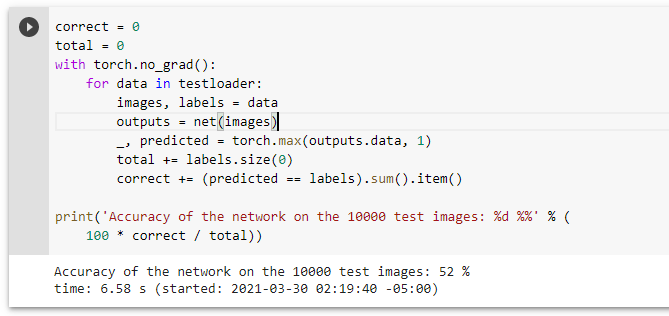 correct = 0
total = 0
with torch.no_grad():
    for data in testloader:
        images, labels = data
        outputs = net(images)
        _, predicted = torch.max(outputs.data, 1)
        total += labels.size(0)
        correct += (predicted == labels).sum().item()

print('Accuracy of the network on the 10000 test images: %d %%' % (
    100 * correct / total))
Accuracy of the network on the 10000 test images: 52 %
time: 6.58 s (started: 2021-03-30 02:19:40 -05:00)